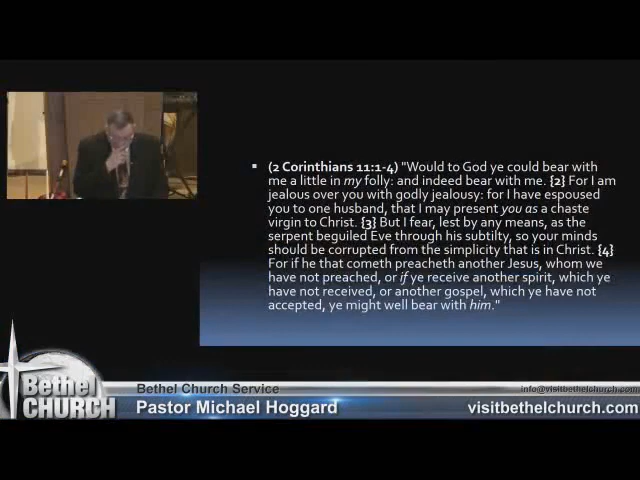 ▪ (2 Corinthians 11:1-4) "Would to God ye could bear with
me a little in my folly: and indeed bear with me. {2} For I am
jealous over you with godly jealousy: for I have espoused
you to one husband, that I may present you as a chaste
virgin to Christ. {3} But I fear, lest by any means, as the
serpent beguiled Eve through his subtilty, so your minds
should be corrupted from the simplicity that is in Christ. {4}
For if he that cometh preacheth another Jesus, whom we
have not preached, or if ye receive another spirit, which ye
have not received, or another gospel, which ye have not
accepted, ye might well bear with him."
Bethel
CHURCH
Bethel Church Service
info@visitbethelchurch.com
Pastor Michael Hoggard
visitbethelchurch.com